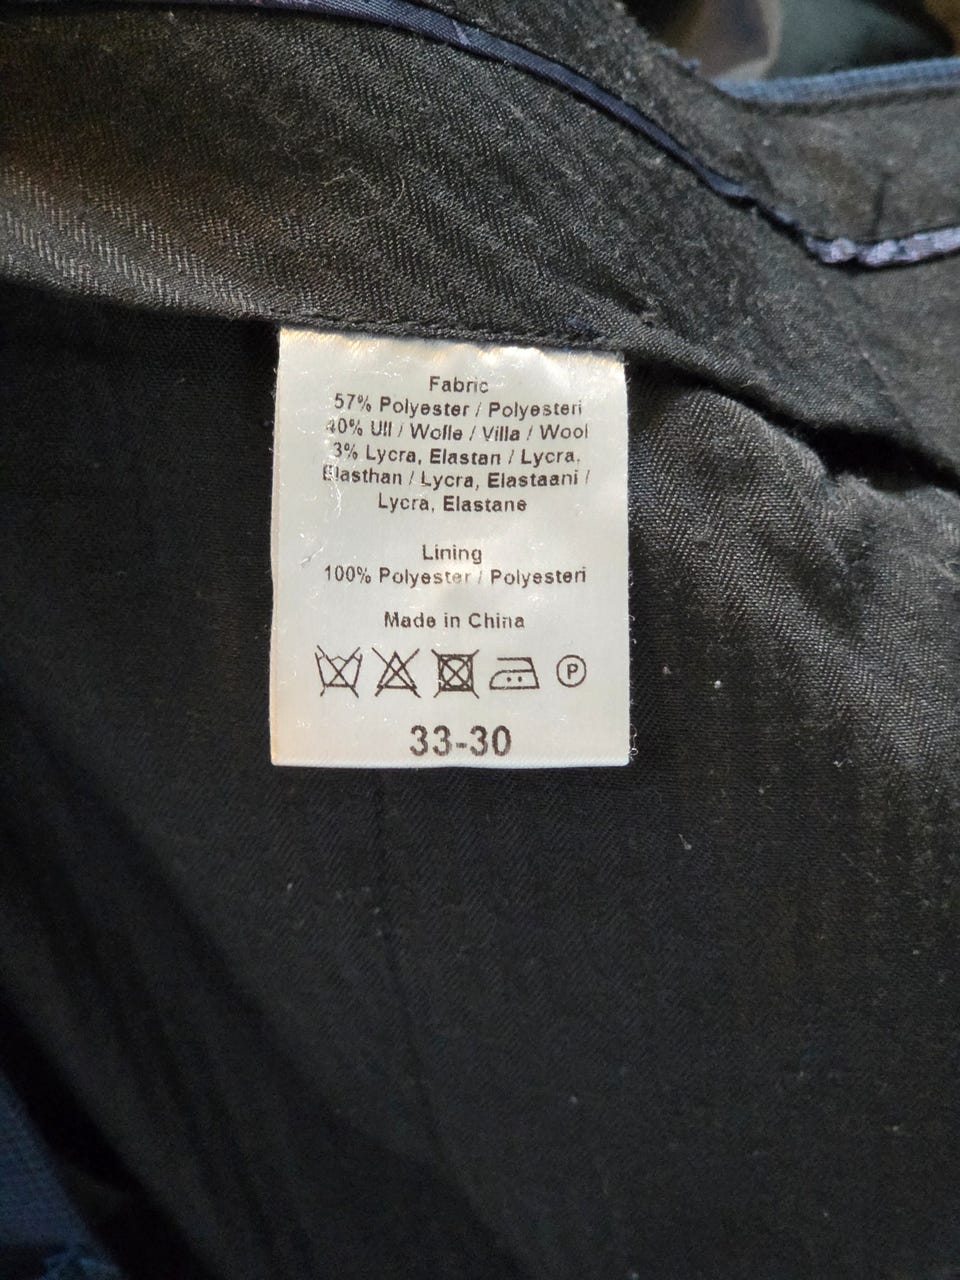 Fabric
57% Polyester / Polyesteri
40% Ull / Wolle / Villa / Wool
3% Lycra, Elastan / Lycra,
Elasthan / Lycra, Elastaani /
Lycra, Elastane
Lining
100% Polyester / Polyesteri
Made in China
P
33-30